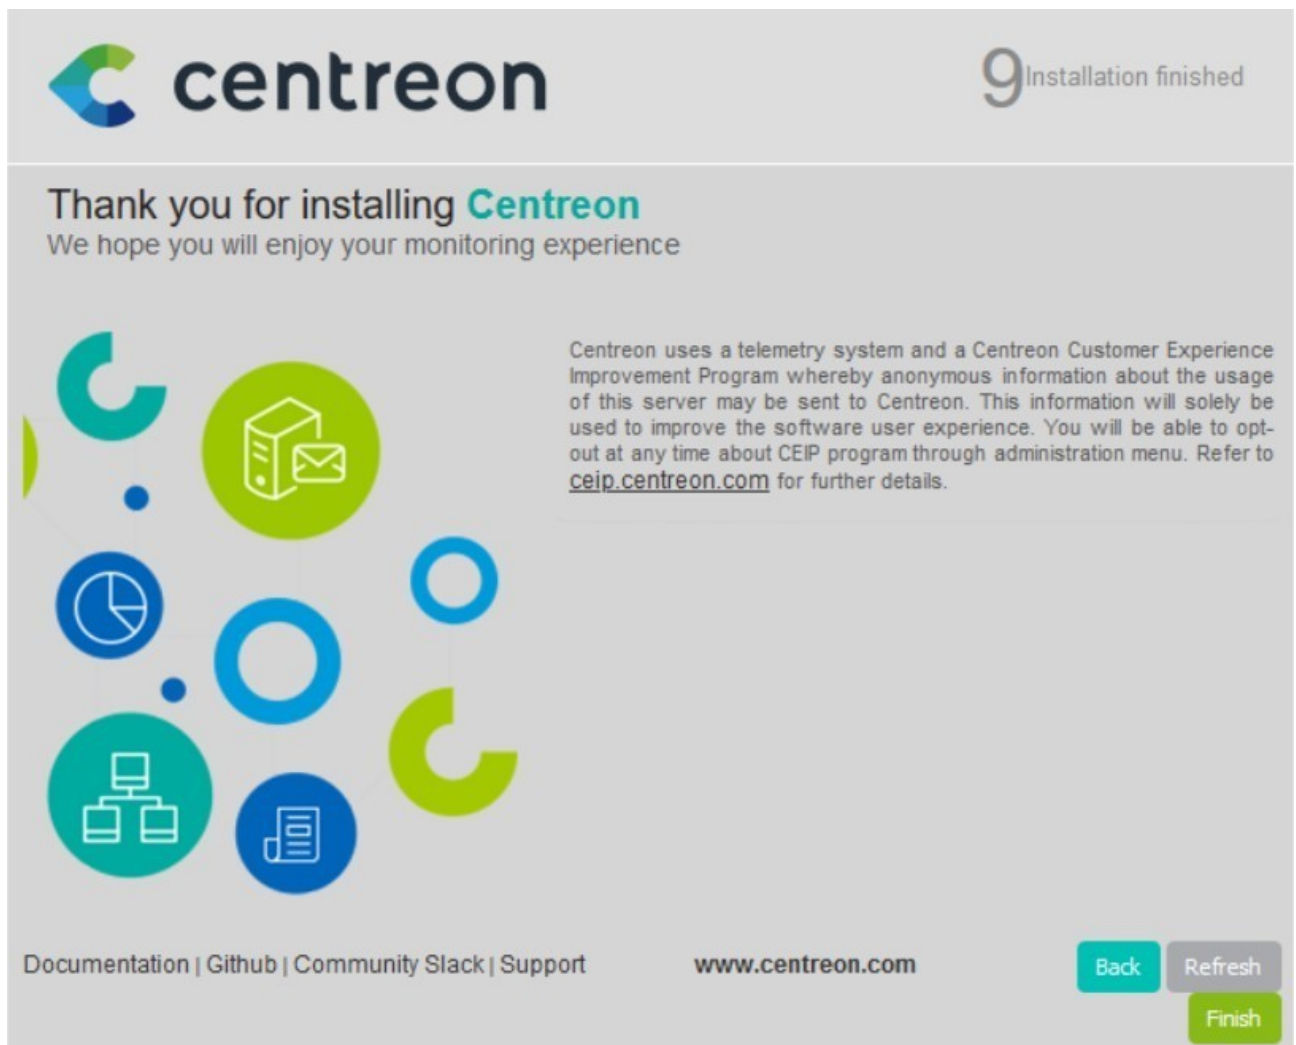 centreon
9 Installation finished
Thank you for installing Centreon
We hope you will enjoy your monitoring experience
Centreon uses a telemetry system and a Centreon Customer Experience
Improvement Program whereby anonymous information about the usage
of this server may be sent to Centreon. This information will solely be
used to improve the software user experience. You will be able to opt-
out at any time about CEIP program through administration menu. Refer to
ceip.centreon.com for further details.
Documentation | Github | Community Slack | Support www.centreon.com Back Refresh
Finish